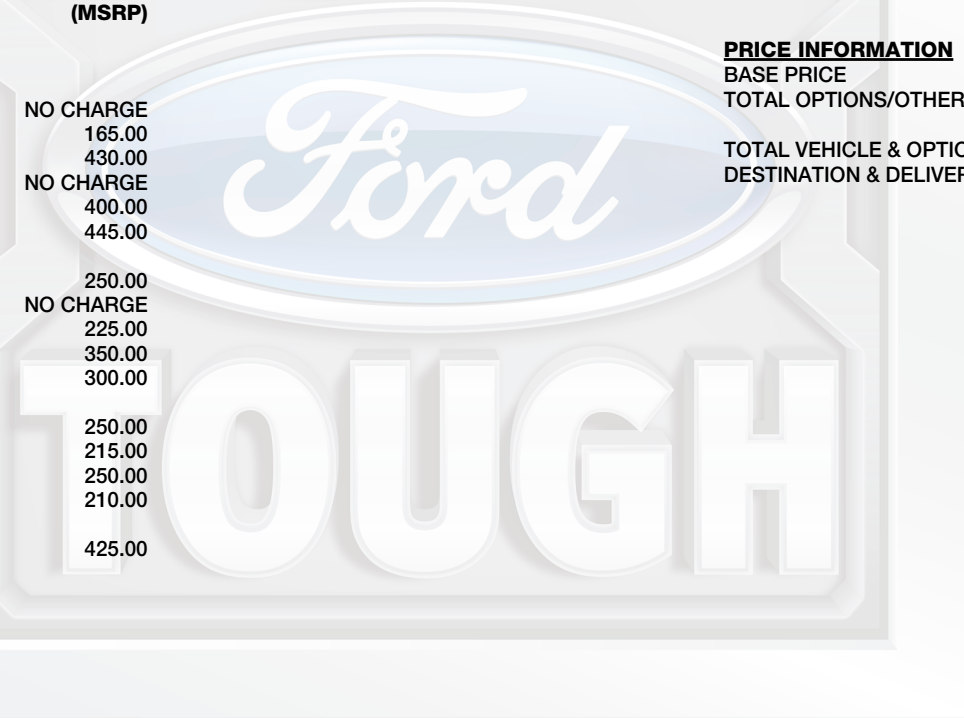 (MSRP)
NO CHARGE
165.00
430.00
NO CHARGE
400.00
445.00
250.00
NO CHARGE
225.00
350.00
300.00
250.00
215.00
250.00
210.00
425.00
PRICE INFORMATION
BASE PRICE
TOTAL OPTIONS/OTHER
TOTAL VEHICLE & OPTIO
DESTINATION & DELIVER
Ford
TOUGH